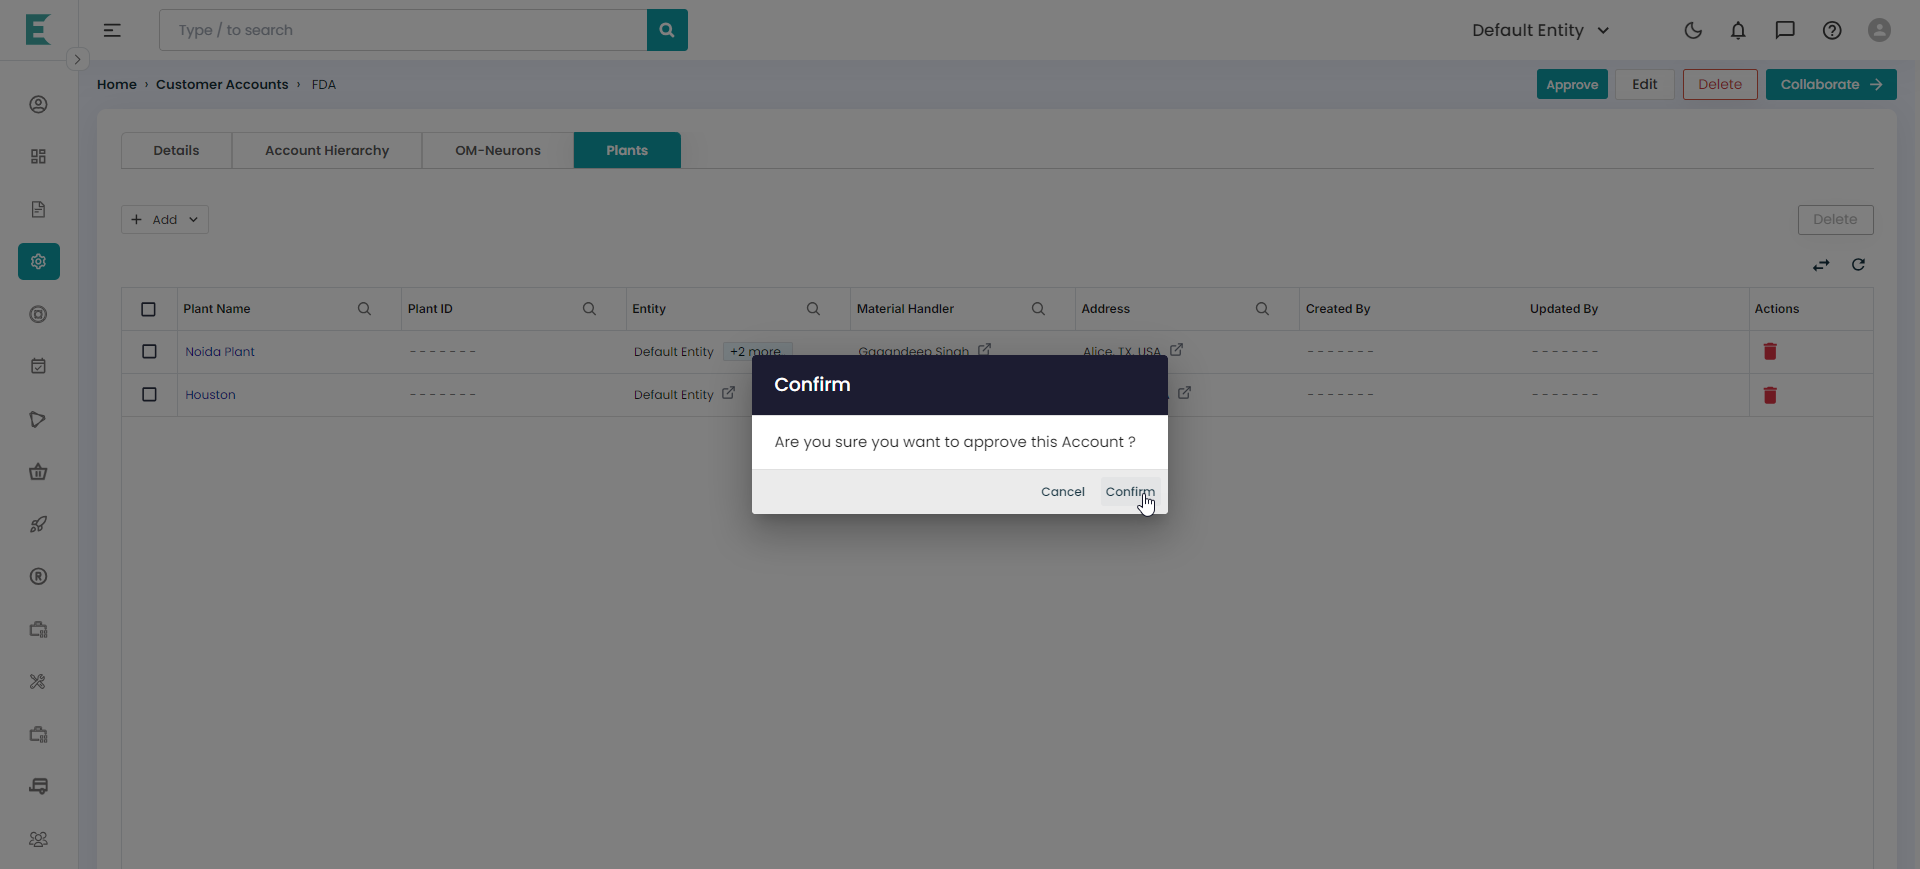 Type / to search
Default Entity
Home › Customer Accounts › FDA
Approve
Edit
Delete
Collaborate
Details
Account Hierarchy
OM-Neurons
Plants
Add
Delete
Plant Name
Plant ID
Entity
Material Handler
Address
Created By
Updated By
Actions
Noida Plant
-------
Default Entity
+2 more
Gagandeep Singh
Alice, TX, USA
-------
-------
Houston
-------
Default Entity
-------
-------
Confirm
Are you sure you want to approve this Account ?
Cancel
Confirm